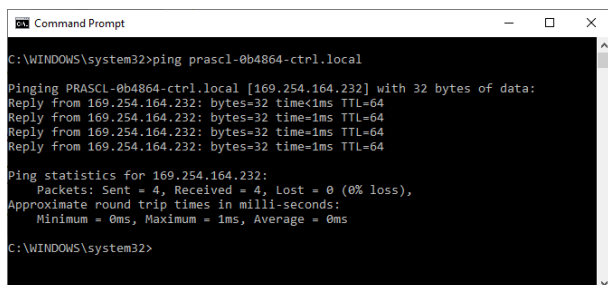 Command Prompt
C:\WINDOWS\system32>ping prascl-0b4864-ctrl.local
Pinging PRASCL-0b4864-ctrl.local [169.254.164.232] with 32 bytes of data:
Reply from 169.254.164.232: bytes=32 time<1ms TTL=64
Reply from 169.254.164.232: bytes=32 time=1ms TTL=64
Reply from 169.254.164.232: bytes=32 time=1ms TTL=64
Reply from 169.254.164.232: bytes=32 time=1ms TTL=64
Ping statistics for 169.254.164.232:
    Packets: Sent = 4, Received = 4, Lost = 0 (0% loss),
Approximate round trip times in milli-seconds:
    Minimum = 0ms, Maximum = 1ms, Average = 0ms
C:\WINDOWS\system32>